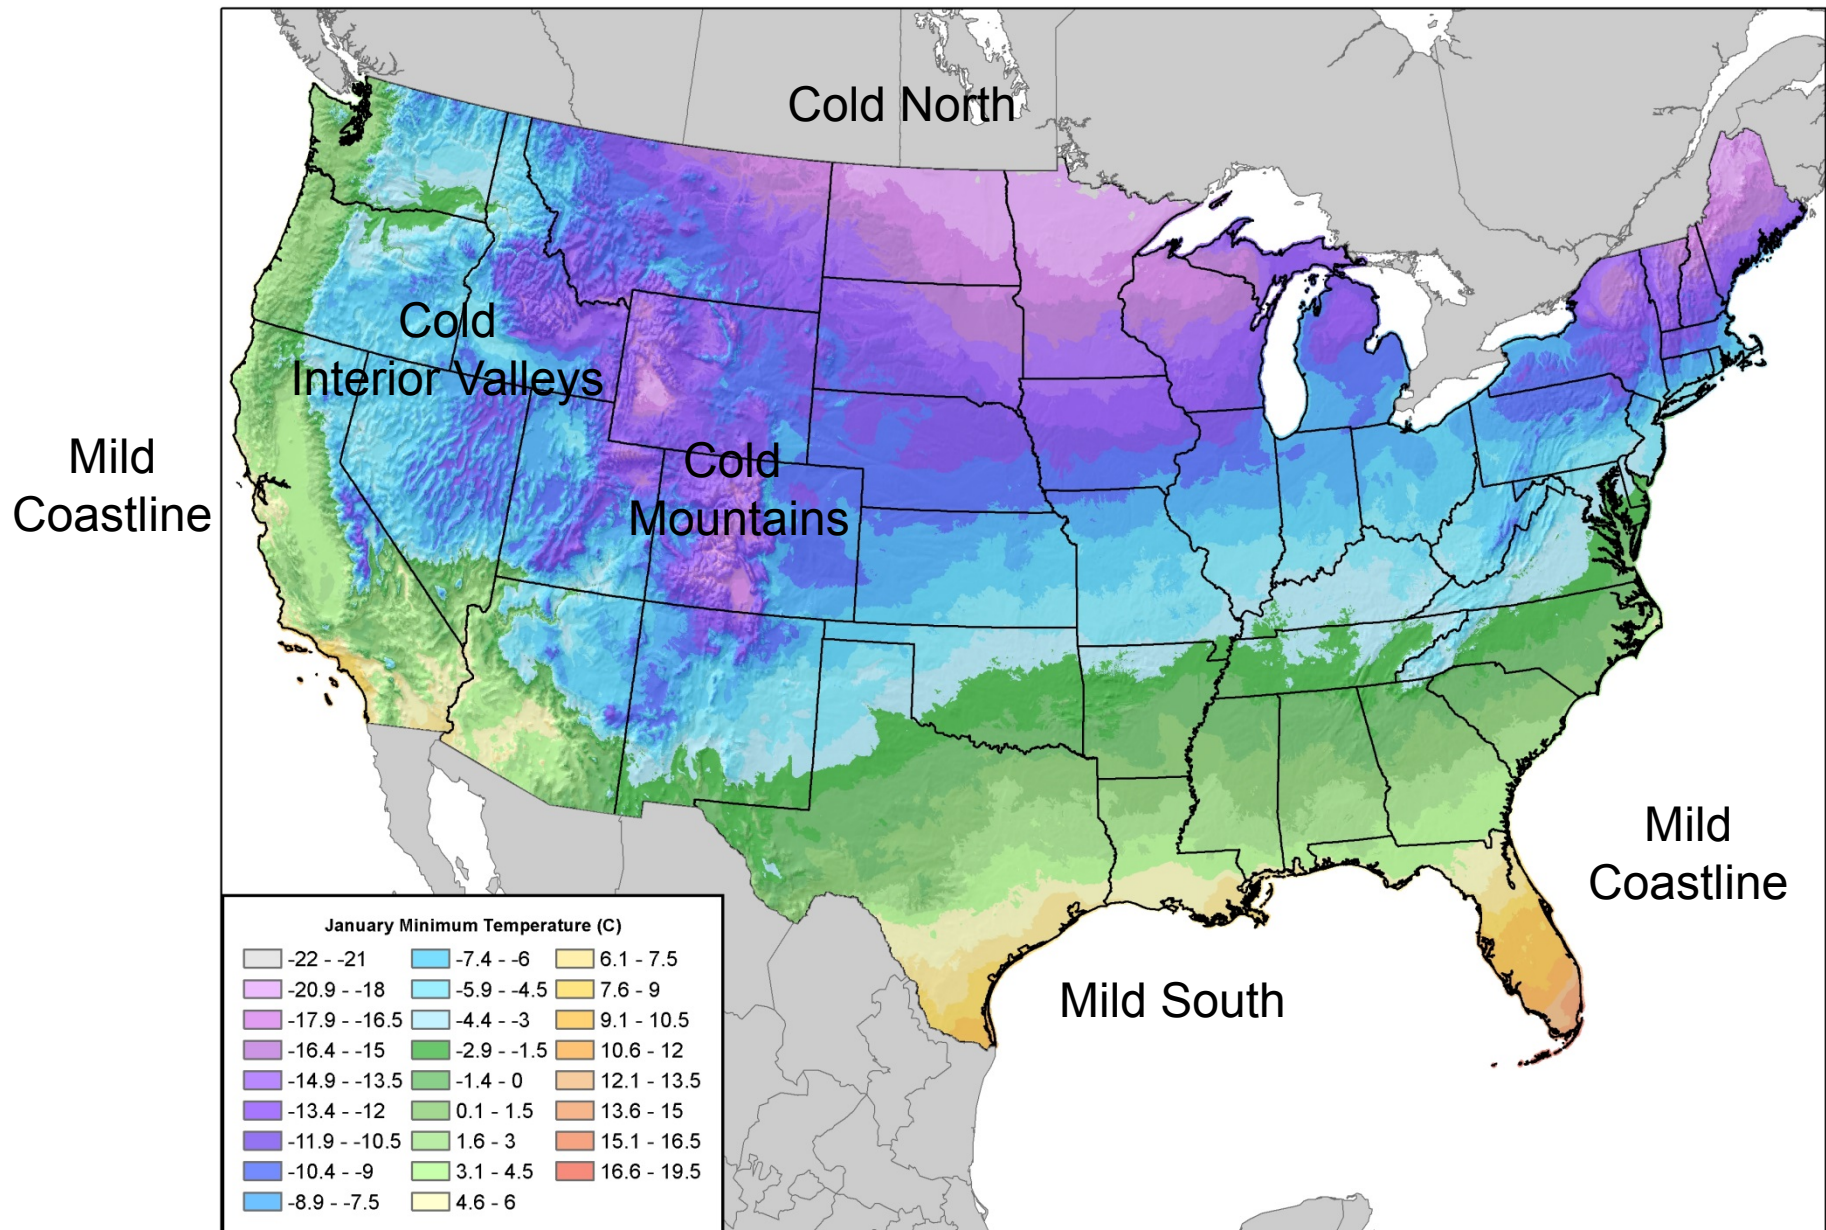 Cold North
Cold
Interior Valleys
Cold
Mountains
Mild
Coastline
Mild
Coastline
Mild South
January Minimum Temperature (C)
-22 - -21
-20.9 - -18
-17.9 - -16.5
-16.4 - -15
-14.9 - -13.5
-13.4 - -12
-11.9 - -10.5
-10.4 - -9
-8.9 - -7.5
-7.4 - -6
-5.9 - -4.5
-4.4 - -3
-2.9 - -1.5
-1.4 - 0
0.1 - 1.5
1.6 - 3
3.1 - 4.5
4.6 - 6
6.1 - 7.5
7.6 - 9
9.1 - 10.5
10.6 - 12
12.1 - 13.5
13.6 - 15
15.1 - 16.5
16.6 - 19.5